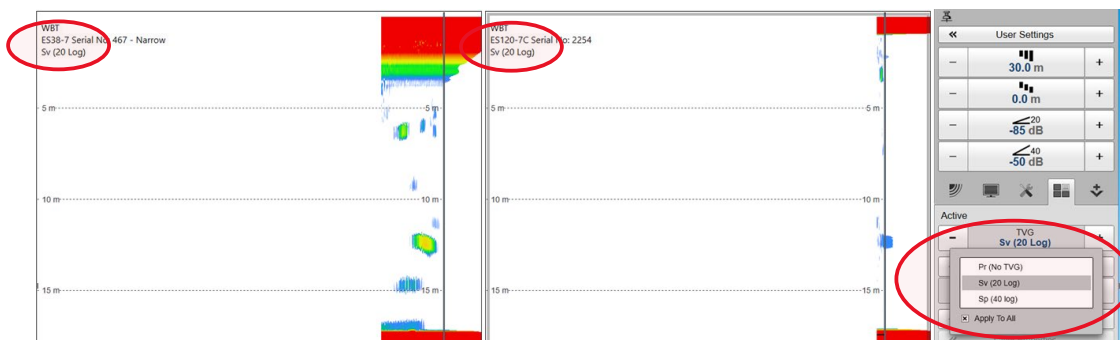 WBT
ES38-7 Serial No: 467 - Narrow
Sv (20 Log)
5 m
5 m
10 m
10 m
15 m
15 m
WBT
ES120-7C Serial No: 2254
Sv (20 Log)
5 m
5 m
10 m
10 m
15 m
15 m
« User Settings
- 30.0 m +
- 0.0 m +
20
- -85 dB +
40
- -50 dB +
Active
TVG
- Sv (20 Log) +
Pr (No TVG)
Sv (20 Log)
Sp (40 log)
Apply To All